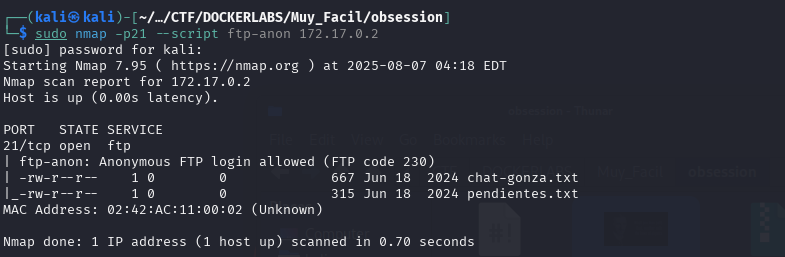 ┌──(kali㉿kali)-[~/…/CTF/DOCKERLABS/Muy_Facil/obsession]
└─$ sudo nmap -p21 --script ftp-anon 172.17.0.2
[sudo] password for kali:
Starting Nmap 7.95 ( https://nmap.org ) at 2025-08-07 04:18 EDT
Nmap scan report for 172.17.0.2
Host is up (0.00s latency).
PORT   STATE SERVICE
21/tcp open  ftp
| ftp-anon: Anonymous FTP login allowed (FTP code 230)
| -rw-r--r--    1 0        0             667 Jun 18  2024 chat-gonza.txt
|_-rw-r--r--    1 0        0             315 Jun 18  2024 pendientes.txt
MAC Address: 02:42:AC:11:00:02 (Unknown)
Nmap done: 1 IP address (1 host up) scanned in 0.70 seconds